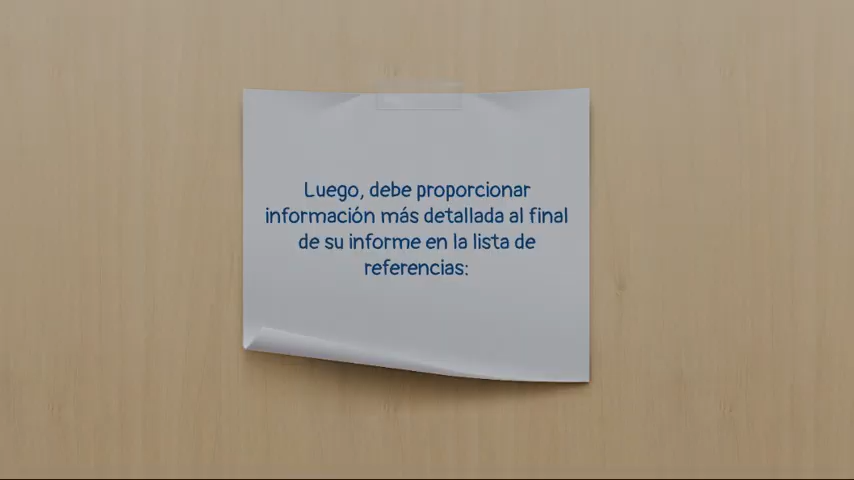 Luego, debe proporcionar
información más detallada al final
de su informe en la lista de
referencias: